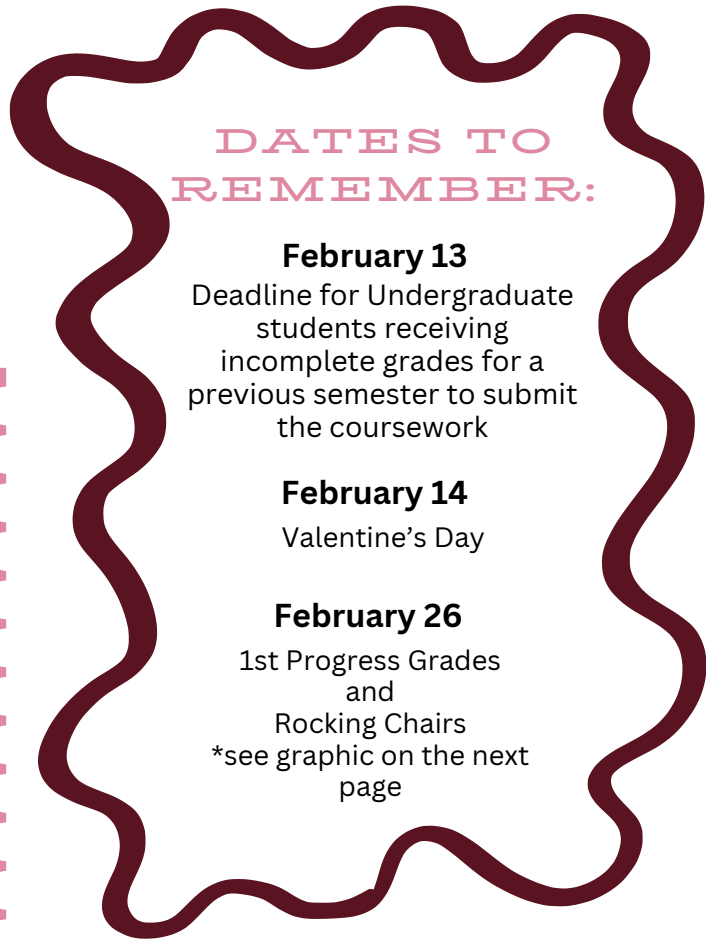 DATES TO
REMEMBER:
February 13
Deadline for Undergraduate
students receiving
incomplete grades for a
previous semester to submit
the coursework
February 14
Valentine’s Day
February 26
1st Progress Grades
and
Rocking Chairs
*see graphic on the next
page